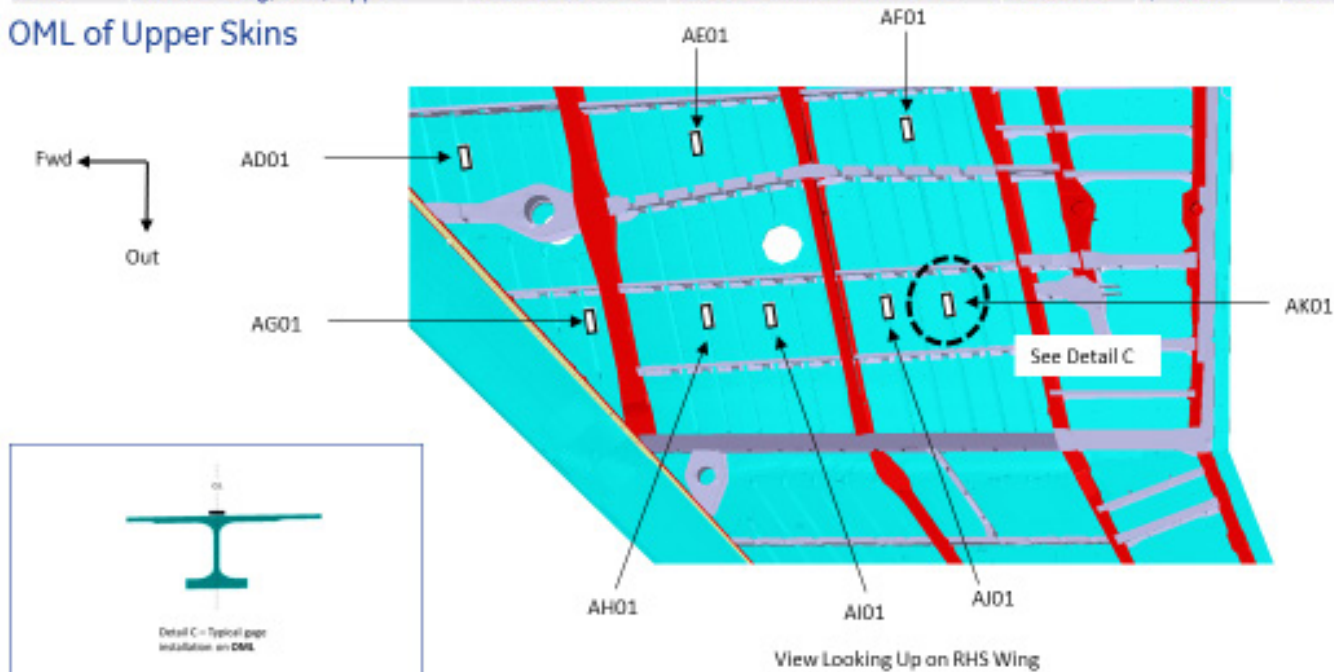 OML of Upper Skins
AE01
AF01
Fwd
AD01
Out
AG01
AK01
See Detail C
AH01
AI01
AJ01
Detail C – Typical gage
installation on OML
View Looking Up on RHS Wing